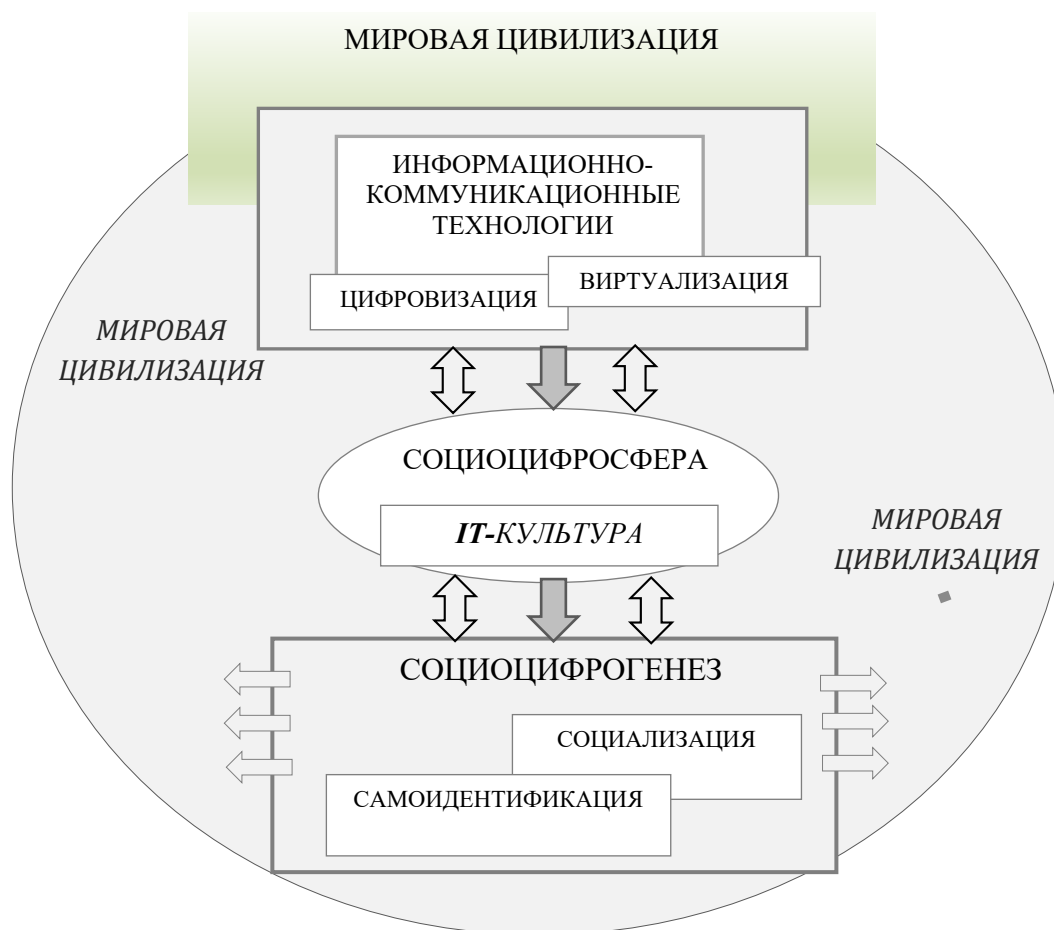 МИРОВАЯ ЦИВИЛИЗАЦИЯ
ИНФОРМАЦИОННО-
КОММУНИКАЦИОННЫЕ
ТЕХНОЛОГИИ
ВИРТУАЛИЗАЦИЯ
ЦИФРОВИЗАЦИЯ
МИРОВАЯ
ЦИВИЛИЗАЦИЯ
СОЦИОЦИФРОСФЕРА
IT-КУЛЬТУРА
МИРОВАЯ
ЦИВИЛИЗАЦИЯ
СОЦИОЦИФРОГЕНЕЗ
СОЦИАЛИЗАЦИЯ
САМОИДЕНТИФИКАЦИЯ